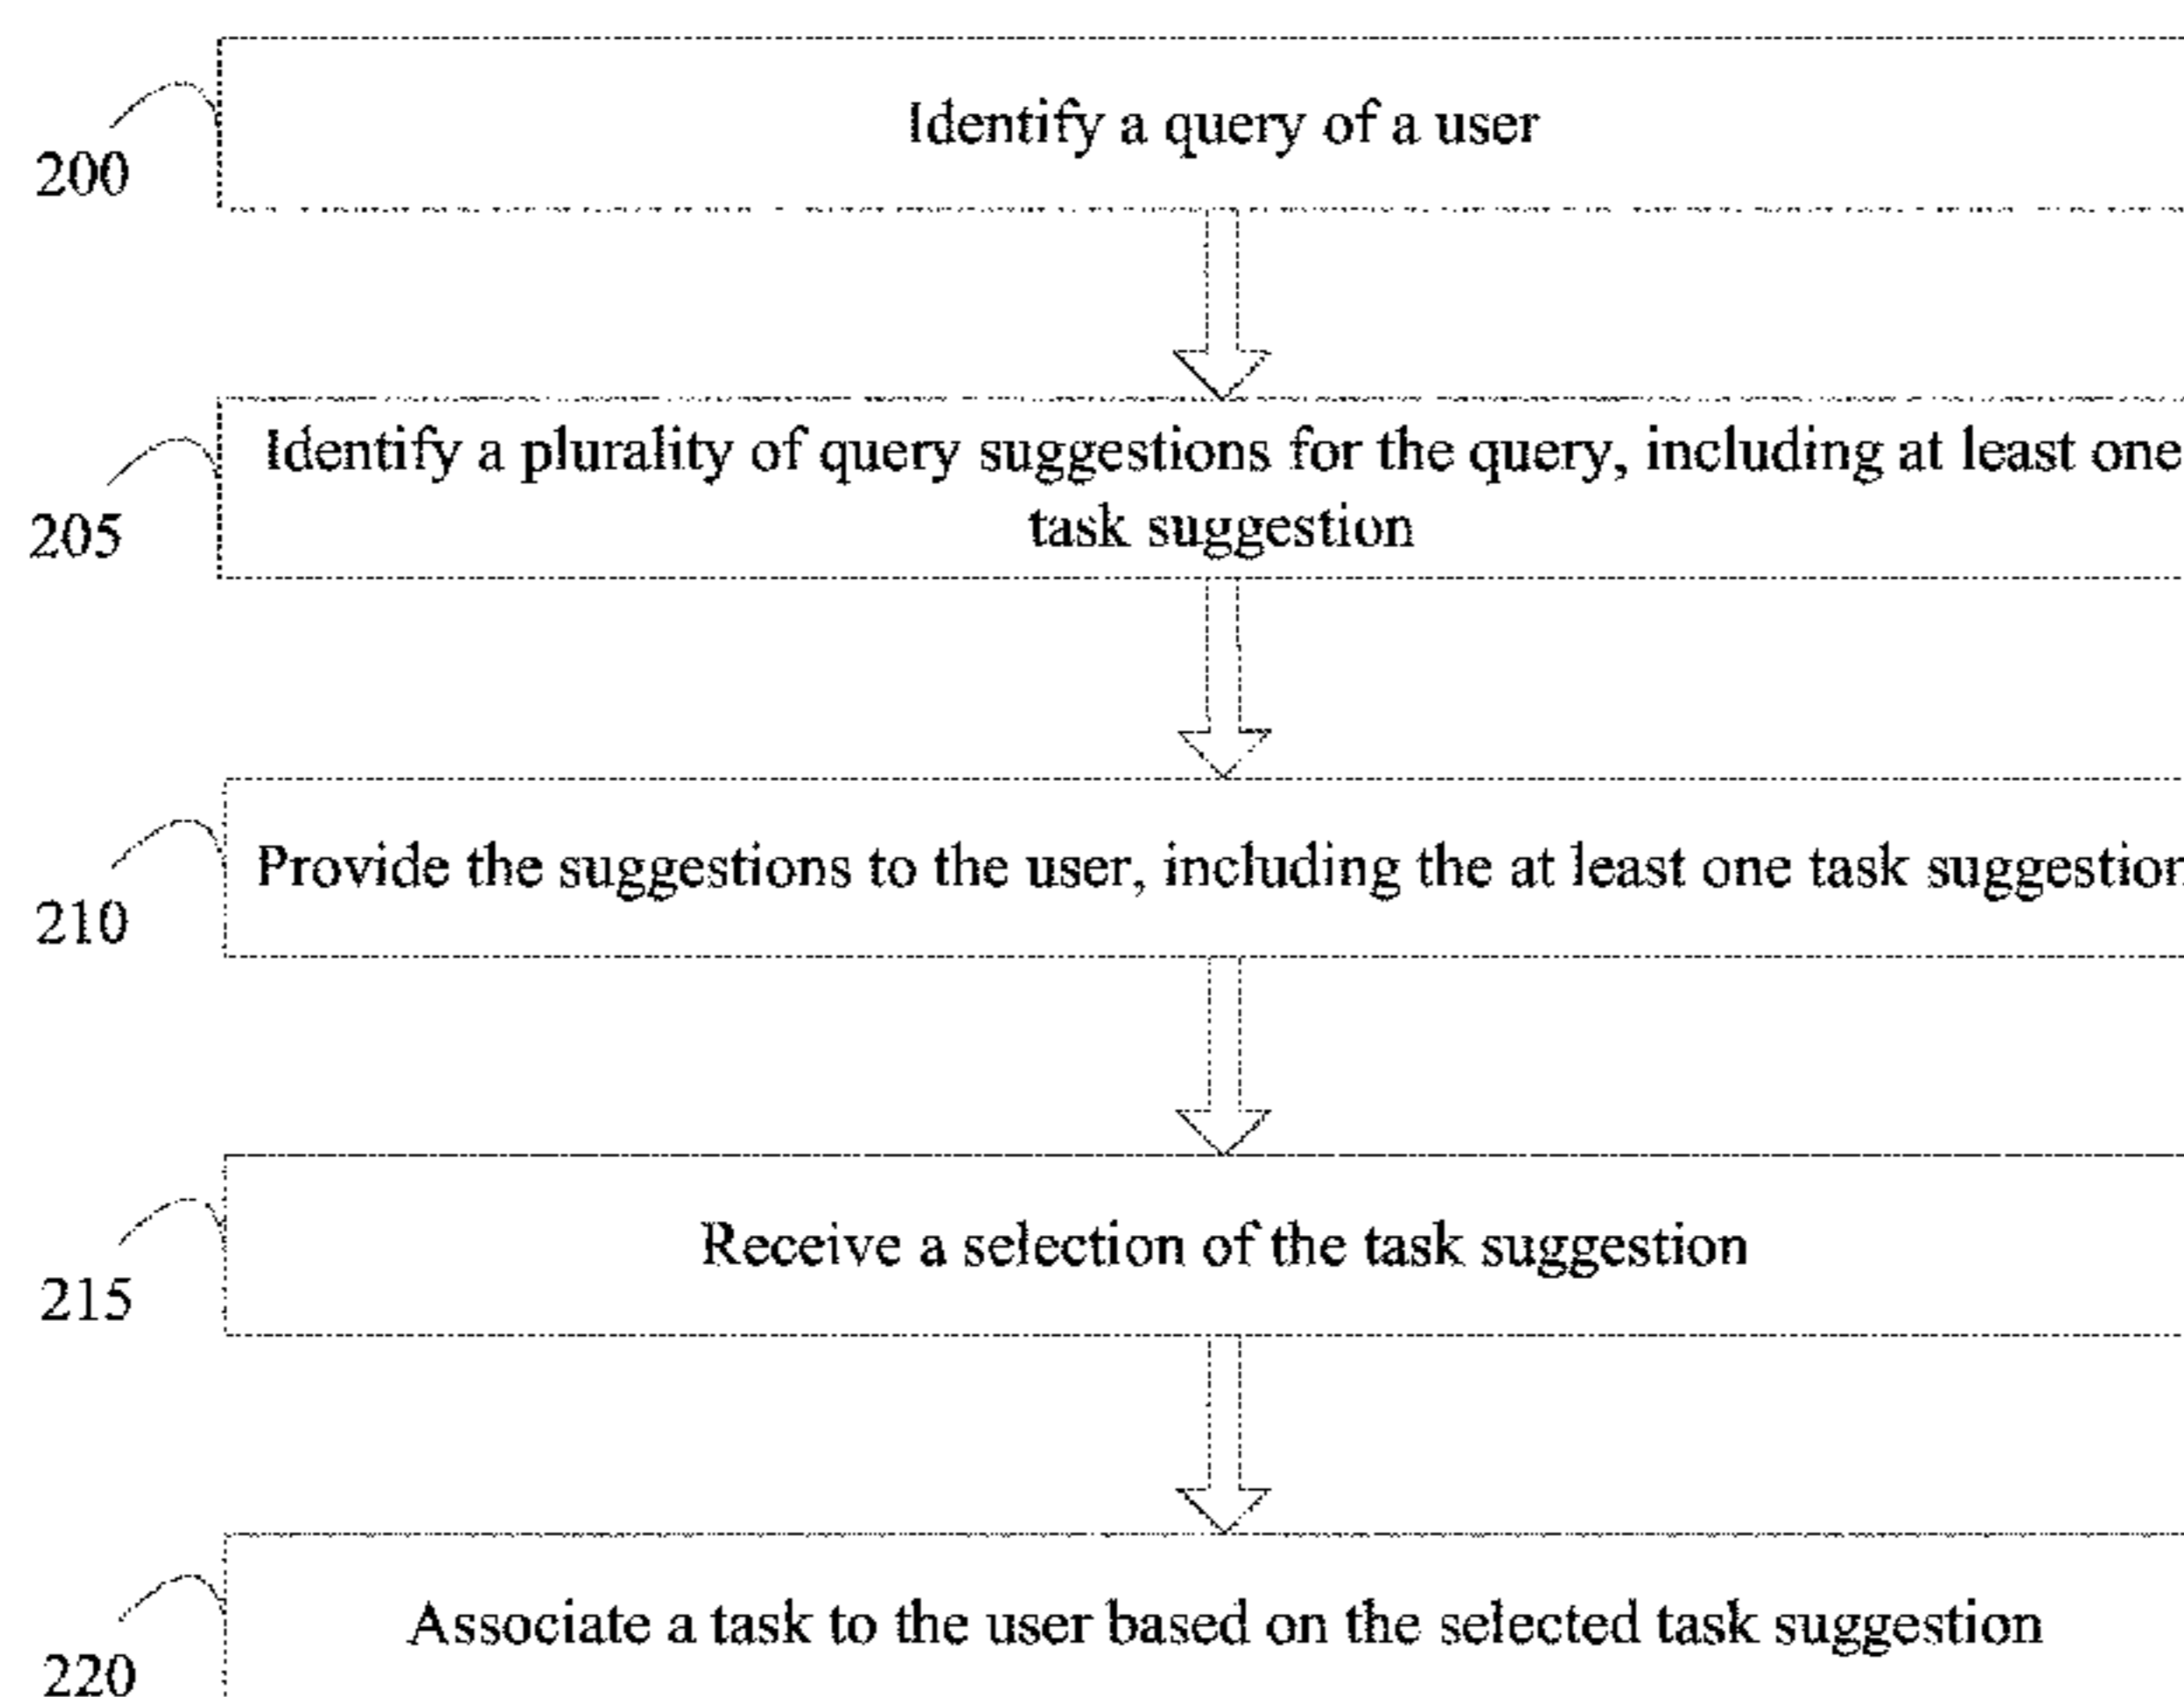 Identify a query of a user
200
Identify a plurality of query suggestions for the query, including at least one
task suggestion
205
Provide the suggestions to the user, including the at least one task suggestion
210
Receive a selection of the task suggestion
215
Associate a task to the user based on the selected task suggestion
220